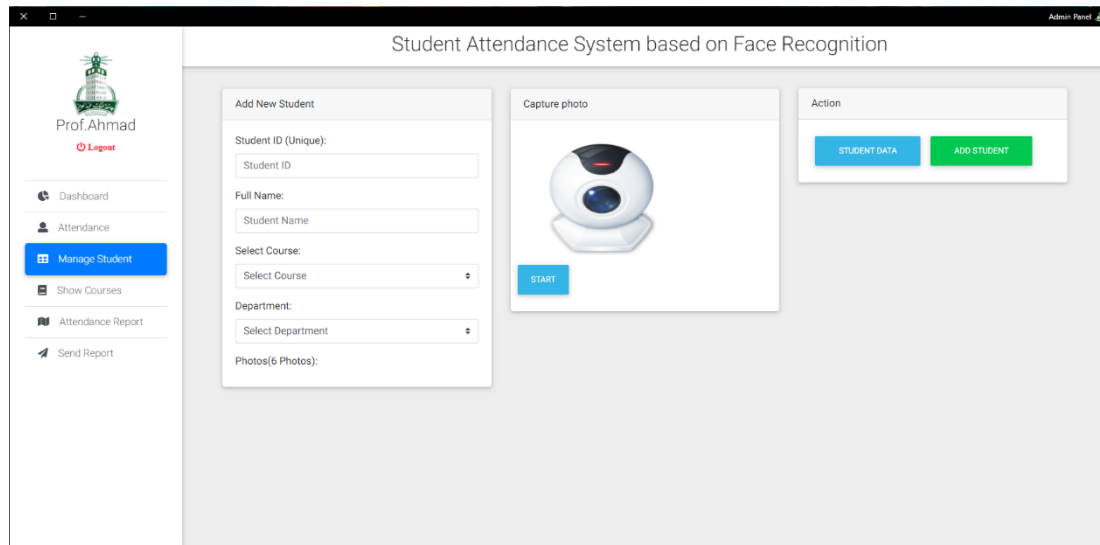 Admin Panel
Student Attendance System based on Face Recognition
Prof.Ahmad
Logout
Dashboard
Attendance
Manage Student
Show Courses
Attendance Report
Send Report
Add New Student
Student ID (Unique):
Student ID
Full Name:
Student Name
Select Course:
Select Course
Department:
Select Department
Photos(6 Photos):
Capture photo
START
Action
STUDENT DATA
ADD STUDENT